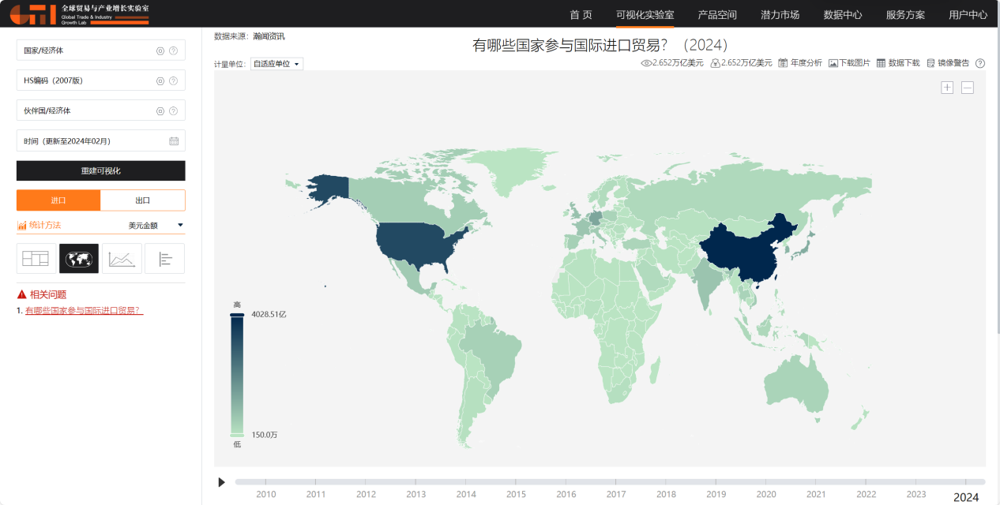 全球贸易与产业增长实验室
Global Trade & Industry
Growth Lab
首 页 可视化实验室 产品空间 潜力市场 数据中心 服务方案 用户中心
国家/经济体
HS编码（2007版）
伙伴国/经济体
时间（更新至2024年02月）
重建可视化
进口 出口
统计方法 美元金额
相关问题
1. 有哪些国家参与国际进口贸易？
数据来源：瀚闻资讯
有哪些国家参与国际进口贸易？（2024）
计量单位： 自适应单位
2.652万亿美元 2.652万亿美元 年度分析 下载图片 数据下载 镜像警告
高
4028.51亿
150.0万
低
2010 2011 2012 2013 2014 2015 2016 2017 2018 2019 2020 2021 2022 2023 2024